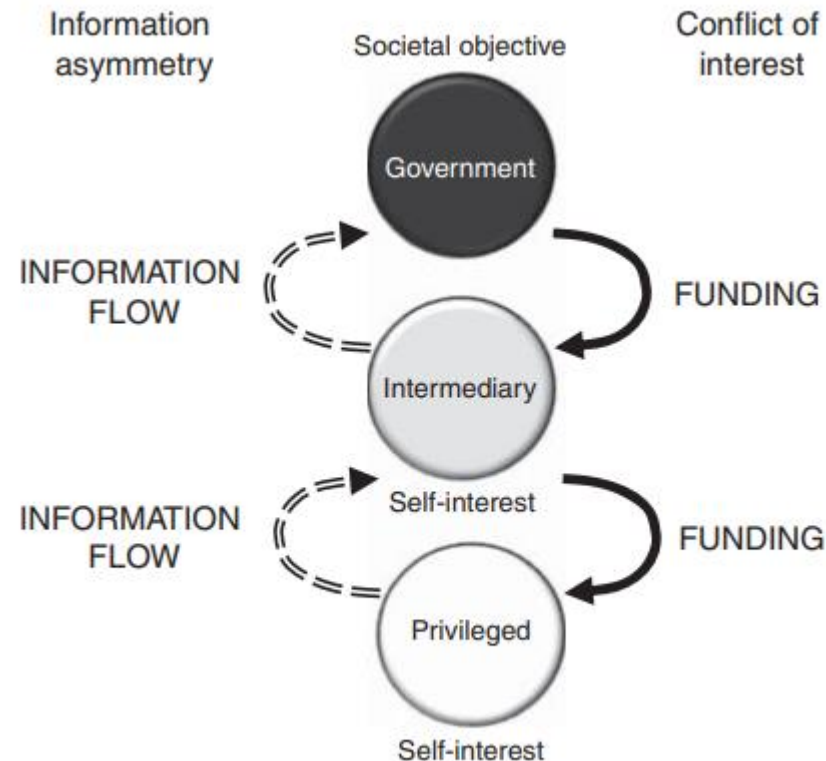 Information
asymmetry
Societal objective
Conflict of
interest
Government
INFORMATION
FLOW
FUNDING
Intermediary
Self-interest
INFORMATION
FLOW
FUNDING
Privileged
Self-interest